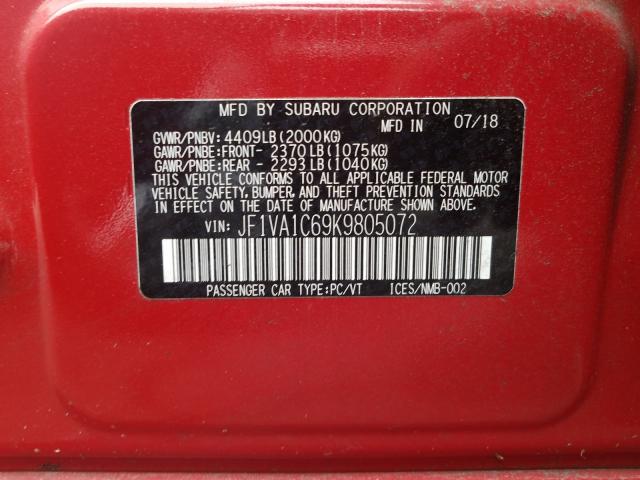 MFD BY SUBARU CORPORATION
MFD IN 07/18
GVWR/PNBV: 4409LB(2000KG)
GAWR/PNBE:FRONT- 2370LB(1075KG)
GAWR/PNBE:REAR - 2293LB(1040KG)
THIS VEHICLE CONFORMS TO ALL APPLICABLE FEDERAL MOTOR
VEHICLE SAFETY, BUMPER, AND THEFT PREVENTION STANDARDS
IN EFFECT ON THE DATE OF MANUFACTURE SHOWN ABOVE.
VIN: JF1VA1C69K9805072
PASSENGER CAR TYPE:PC/VT ICES/NMB-002